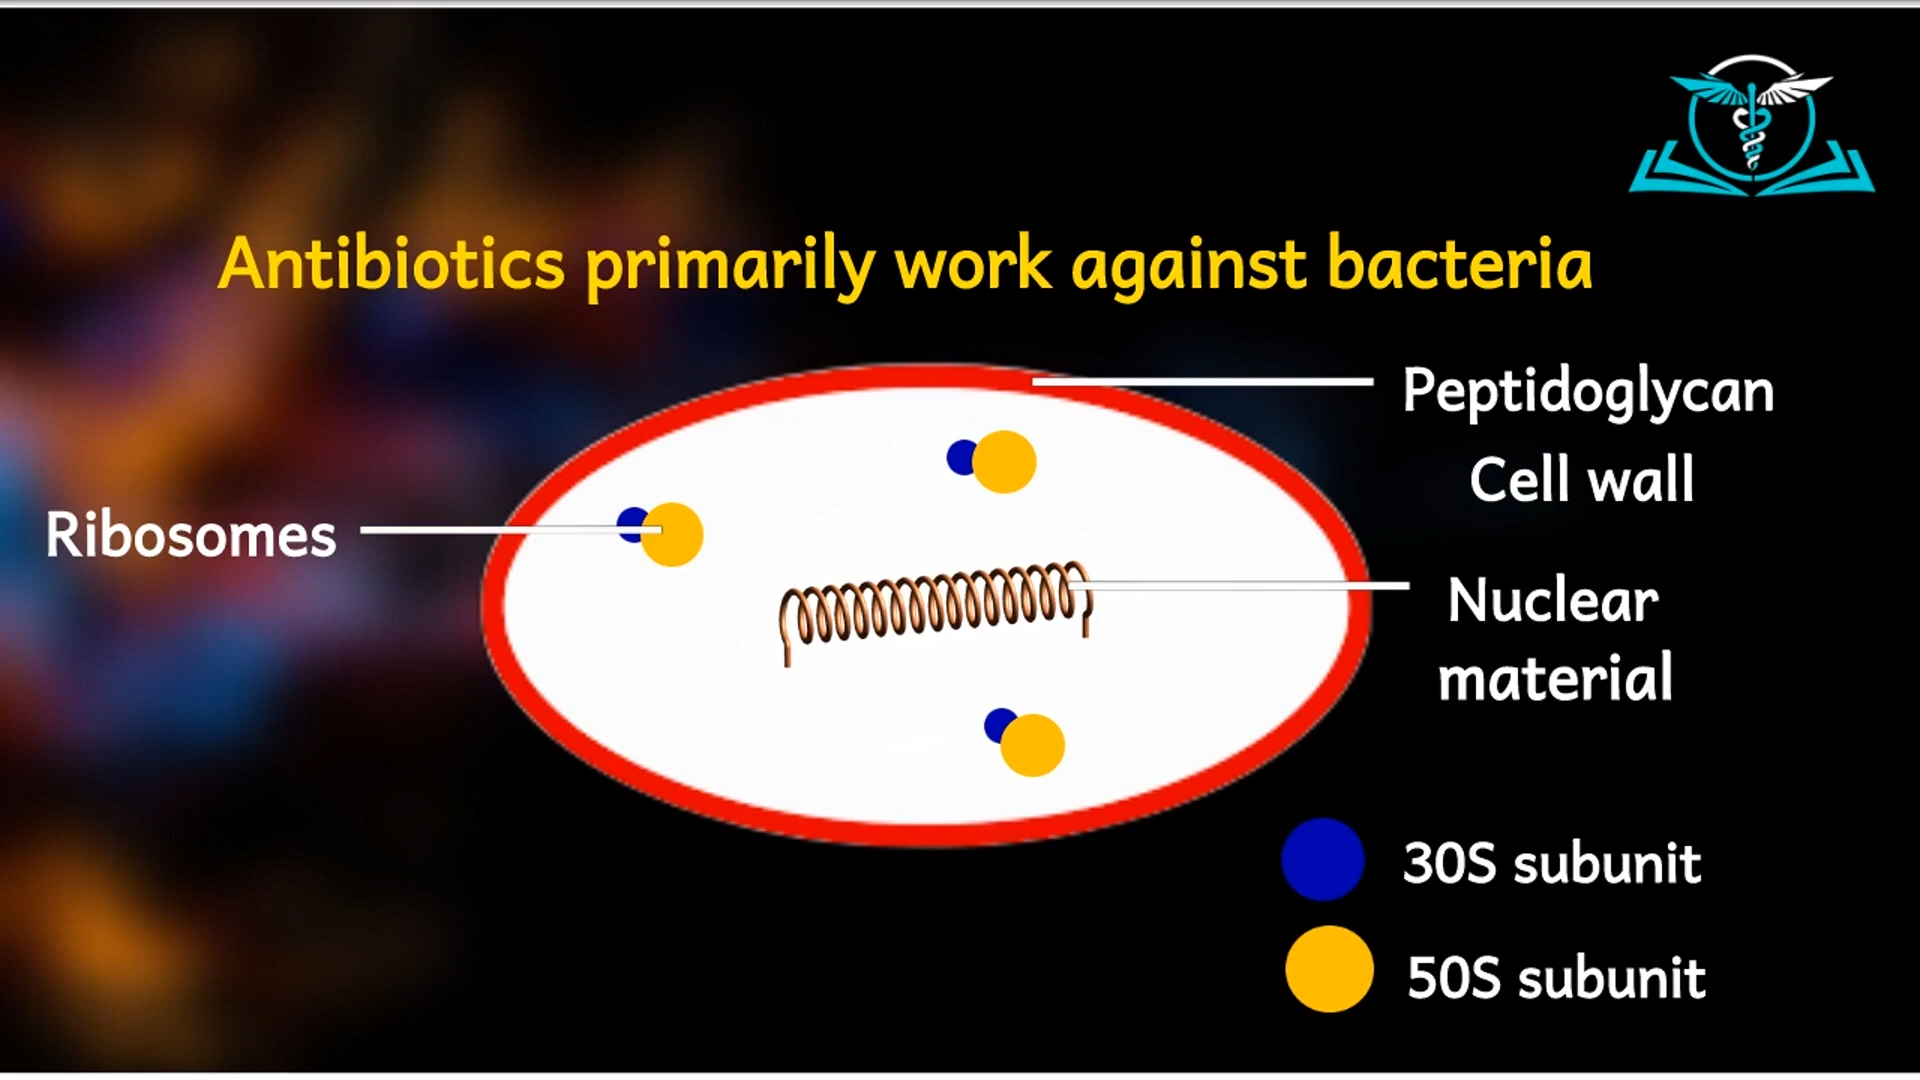 Antibiotics primarily work against bacteria
Peptidoglycan
Cell wall
Ribosomes
Nuclear
material
30S subunit
50S subunit